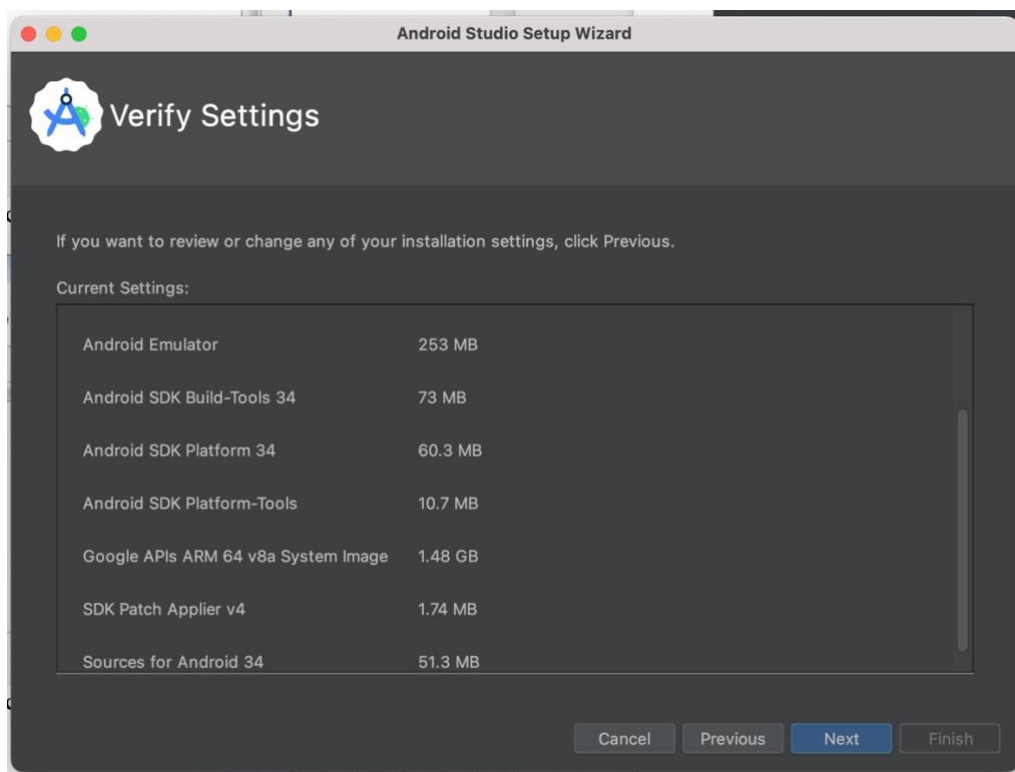 Android Studio Setup Wizard
Verify Settings
If you want to review or change any of your installation settings, click Previous.
Current Settings:
Android Emulator 253 MB
Android SDK Build-Tools 34 73 MB
Android SDK Platform 34 60.3 MB
Android SDK Platform-Tools 10.7 MB
Google APIs ARM 64 v8a System Image 1.48 GB
SDK Patch Applier v4 1.74 MB
Sources for Android 34 51.3 MB
Cancel Previous Next Finish